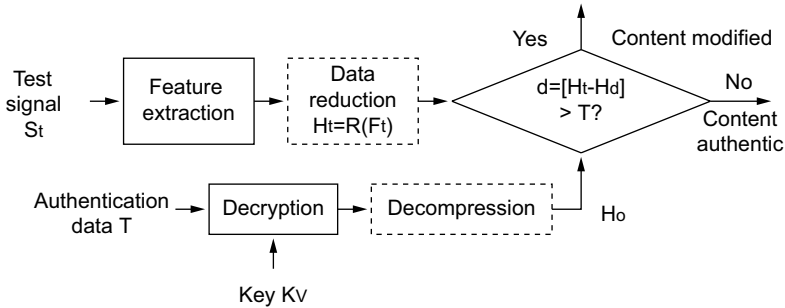 Yes
Content modified
Test
signal
St
Feature
extraction
Data
reduction
Ht=R(Ft)
d=[Ht-Hd]
> T?
No
Content
authentic
Authentication
data T
Decryption
Decompression
Ho
Key KV